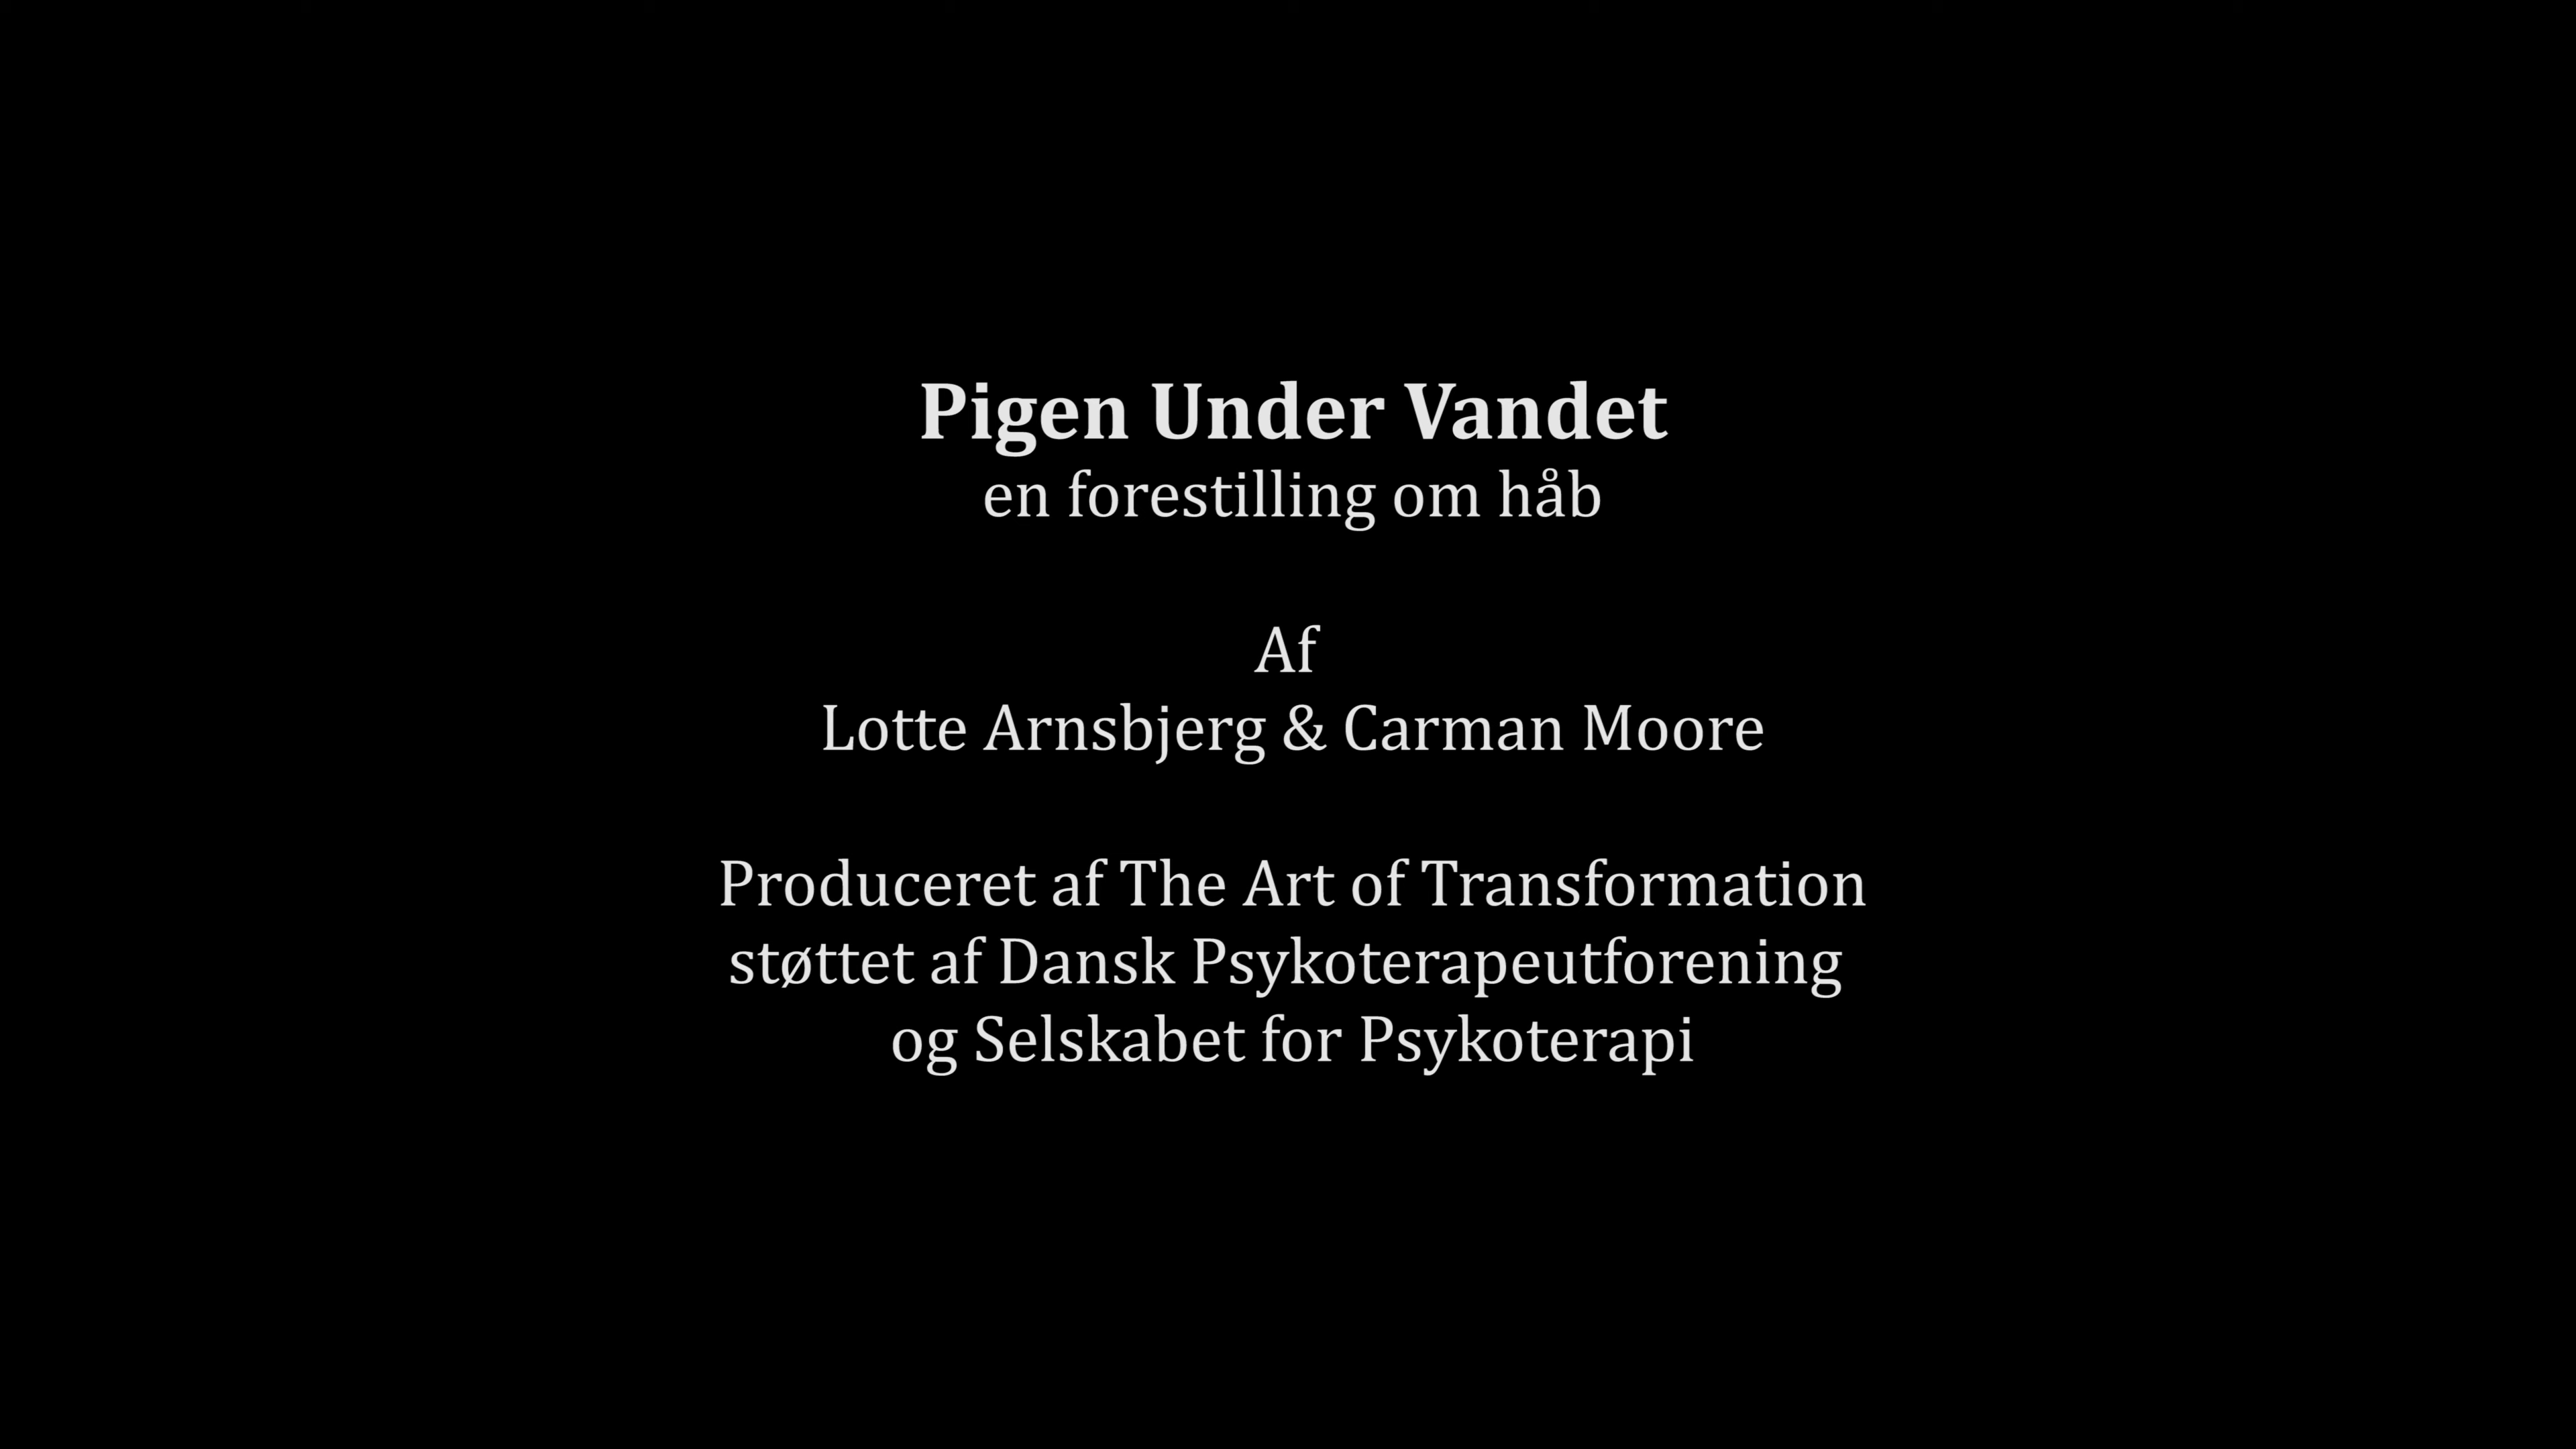 Pigen Under Vandet
en forestilling om håb
Af
Lotte Arnsbjerg & Carman Moore
Produceret af The Art of Transformation
støttet af Dansk Psykoterapeutforening
og Selskabet for Psykoterapi